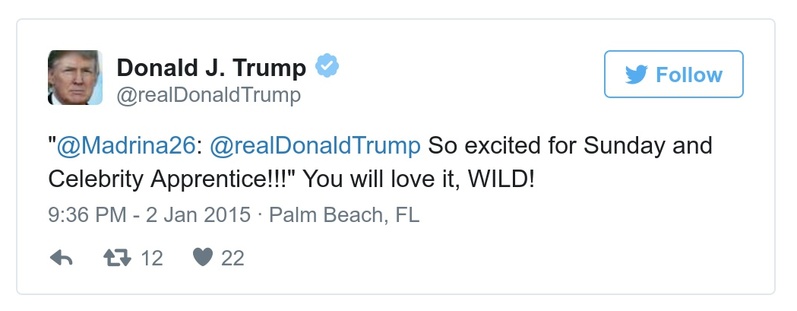 Donald J. Trump
@realDonaldTrump
Follow
"@Madrina26: @realDonaldTrump So excited for Sunday and
Celebrity Apprentice!!!" You will love it, WILD!
9:36 PM - 2 Jan 2015 · Palm Beach, FL
12 22